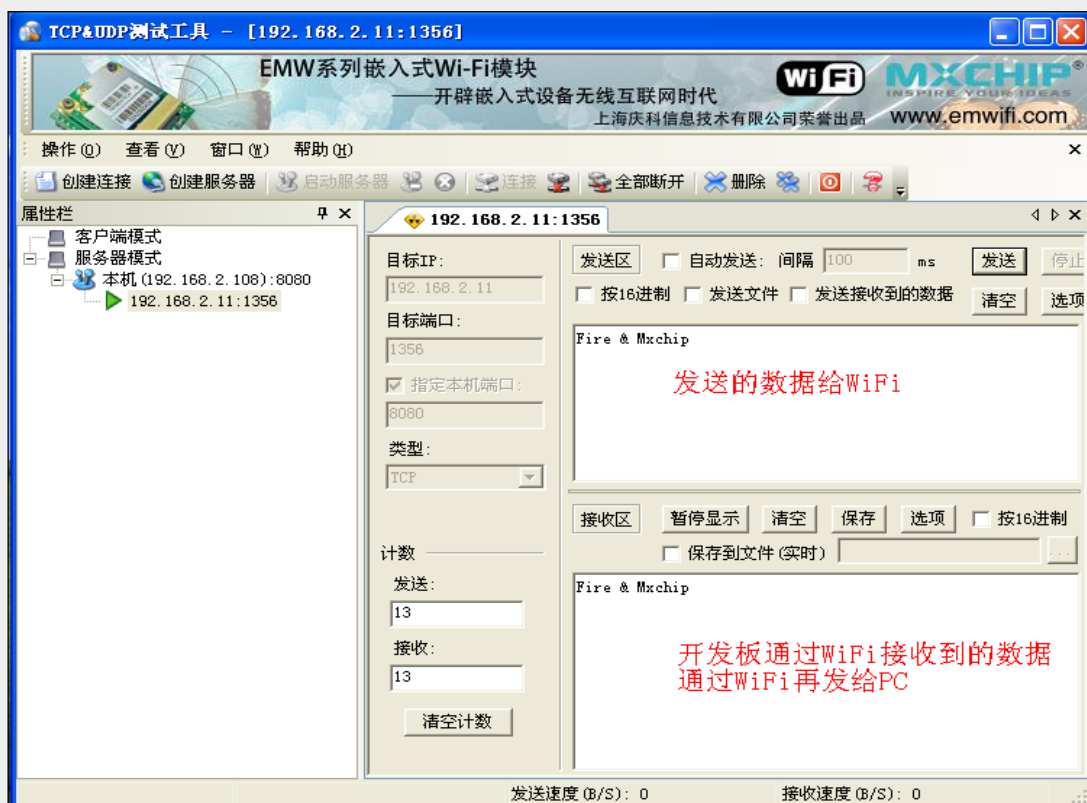 TCP&UDP测试工具 - [192.168.2.11:1356]
EMW系列嵌入式Wi-Fi模块
——开辟嵌入式设备无线互联网时代
上海庆科信息技术有限公司荣誉出品
Wi Fi
MXCHIP®
INSPIRE YOUR IDEAS
www.emwifi.com
操作(O) 查看(V) 窗口(W) 帮助(H)
创建连接 创建服务器 启动服务器 连接 全部断开 删除
属性栏
客户端模式
服务器模式
本机(192.168.2.108):8080
192.168.2.11:1356
192.168.2.11:1356
目标IP:
192.168.2.11
目标端口:
1356
指定本机端口:
8080
类型:
TCP
计数
发送:
13
接收:
13
清空计数
发送区 自动发送: 间隔 100 ms 发送 停止
按16进制 发送文件 发送接收到的数据 清空 选项
Fire & Mxchip
发送的数据给WiFi
接收区 暂停显示 清空 保存 选项 按16进制
保存到文件(实时) ...
Fire & Mxchip
开发板通过WiFi接收到的数据
通过WiFi再发给PC
发送速度(B/S): 0 接收速度(B/S): 0